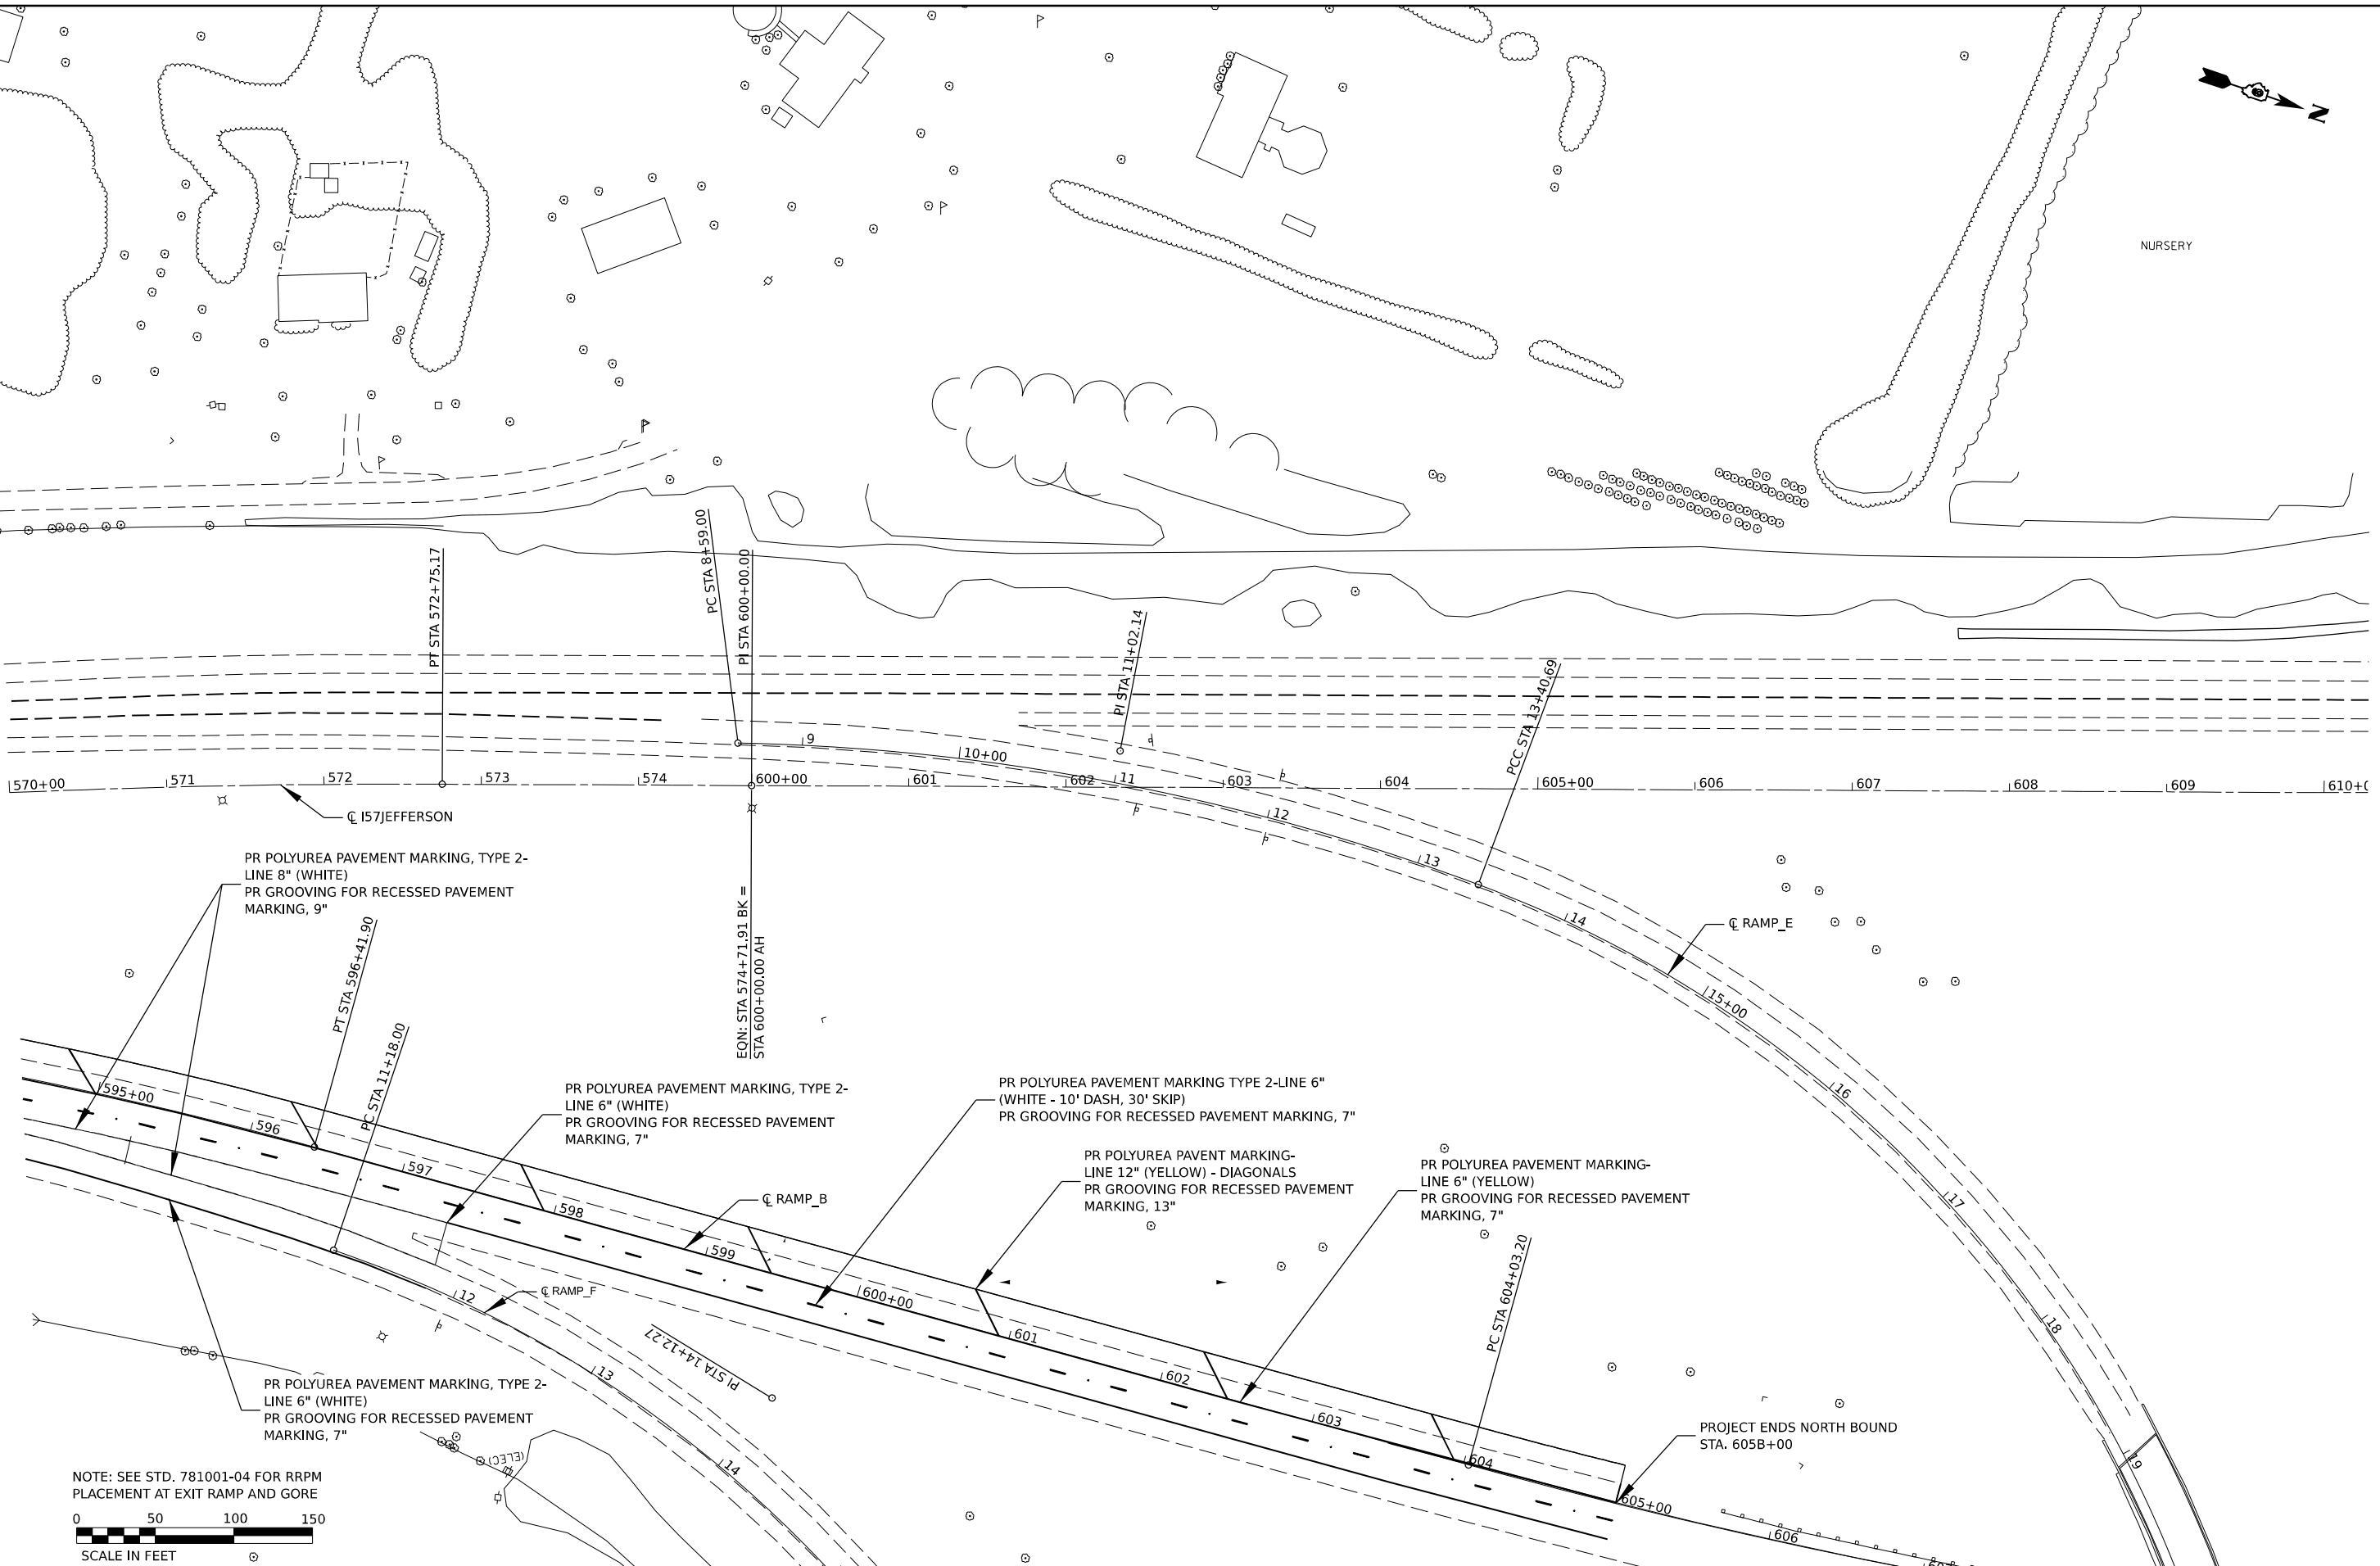 N
NURSERY
PT STA 572+75.17
PC STA 8+59.00
PI STA 600+00.00
PI STA 11+02.14
PCC STA 13+40.69
9
10+00
11
12
13
14
15+00
16
17
18
19
570+00
571
572
573
574
600+00
601
602
603
604
605+00
606
607
608
609
℄ I57JEFFERSON
℄ RAMP_E
EQN: STA 574+71.91 BK =
STA 600+00.00 AH
PR POLYUREA PAVEMENT MARKING, TYPE 2-
LINE 8" (WHITE)
PR GROOVING FOR RECESSED PAVEMENT
MARKING, 9"
PT STA 596+41.90
PC STA 11+18.00
PR POLYUREA PAVEMENT MARKING, TYPE 2-
LINE 6" (WHITE)
PR GROOVING FOR RECESSED PAVEMENT
MARKING, 7"
PR POLYUREA PAVEMENT MARKING TYPE 2-LINE 6"
(WHITE - 10' DASH, 30' SKIP)
PR GROOVING FOR RECESSED PAVEMENT MARKING, 7"
PR POLYUREA PAVENT MARKING-
LINE 12" (YELLOW) - DIAGONALS
PR GROOVING FOR RECESSED PAVEMENT
MARKING, 13"
PR POLYUREA PAVEMENT MARKING-
LINE 6" (YELLOW)
PR GROOVING FOR RECESSED PAVEMENT
MARKING, 7"
595+00
596
597
598
599
600+00
601
602
603
604
605+00
606
℄ RAMP_B
℄ RAMP_F
12
13
14
PI STA 14+12.27
PC STA 604+03.20
PROJECT ENDS NORTH BOUND
STA. 605B+00
PR POLYUREA PAVEMENT MARKING, TYPE 2-
LINE 6" (WHITE)
PR GROOVING FOR RECESSED PAVEMENT
MARKING, 7"
(ELEC)
NOTE: SEE STD. 781001-04 FOR RRPM
PLACEMENT AT EXIT RAMP AND GORE
0 50 100 150
SCALE IN FEET